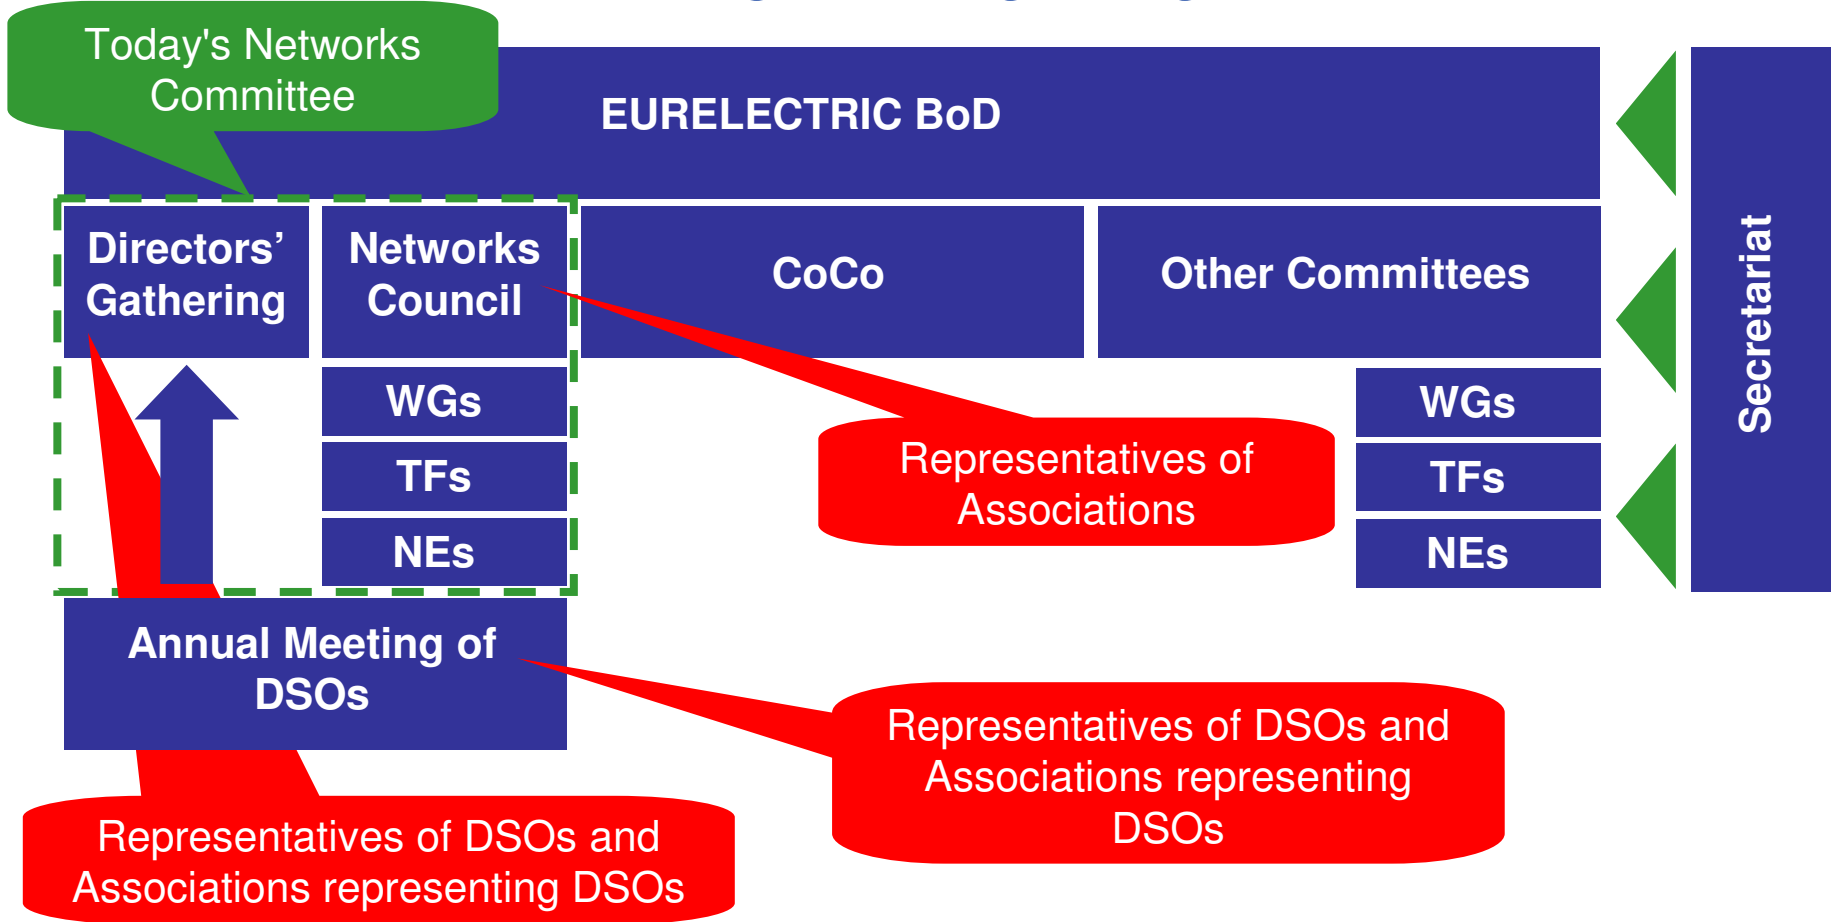 Today's Networks
Committee
EURELECTRIC BoD
Directors’
Gathering
Networks
Council
CoCo
Other Committees
Secretariat
WGs
TFs
NEs
WGs
TFs
NEs
Representatives of
Associations
Annual Meeting of
DSOs
Representatives of DSOs and
Associations representing
DSOs
Representatives of DSOs and
Associations representing DSOs